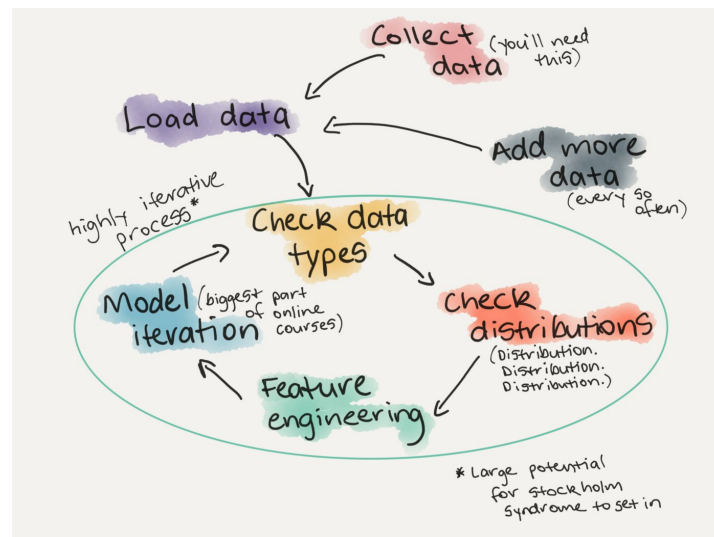 Collect
data
(you'll need
this)
Load data
Add more
data
(every so
often)
highly iterative
process*
Check data
types
Model
iteration
(biggest part
of online
courses)
Check
distributions
(Distribution.
Distribution.
Distribution.)
Feature
engineering
* Large potential
for Stockholm
syndrome to set in